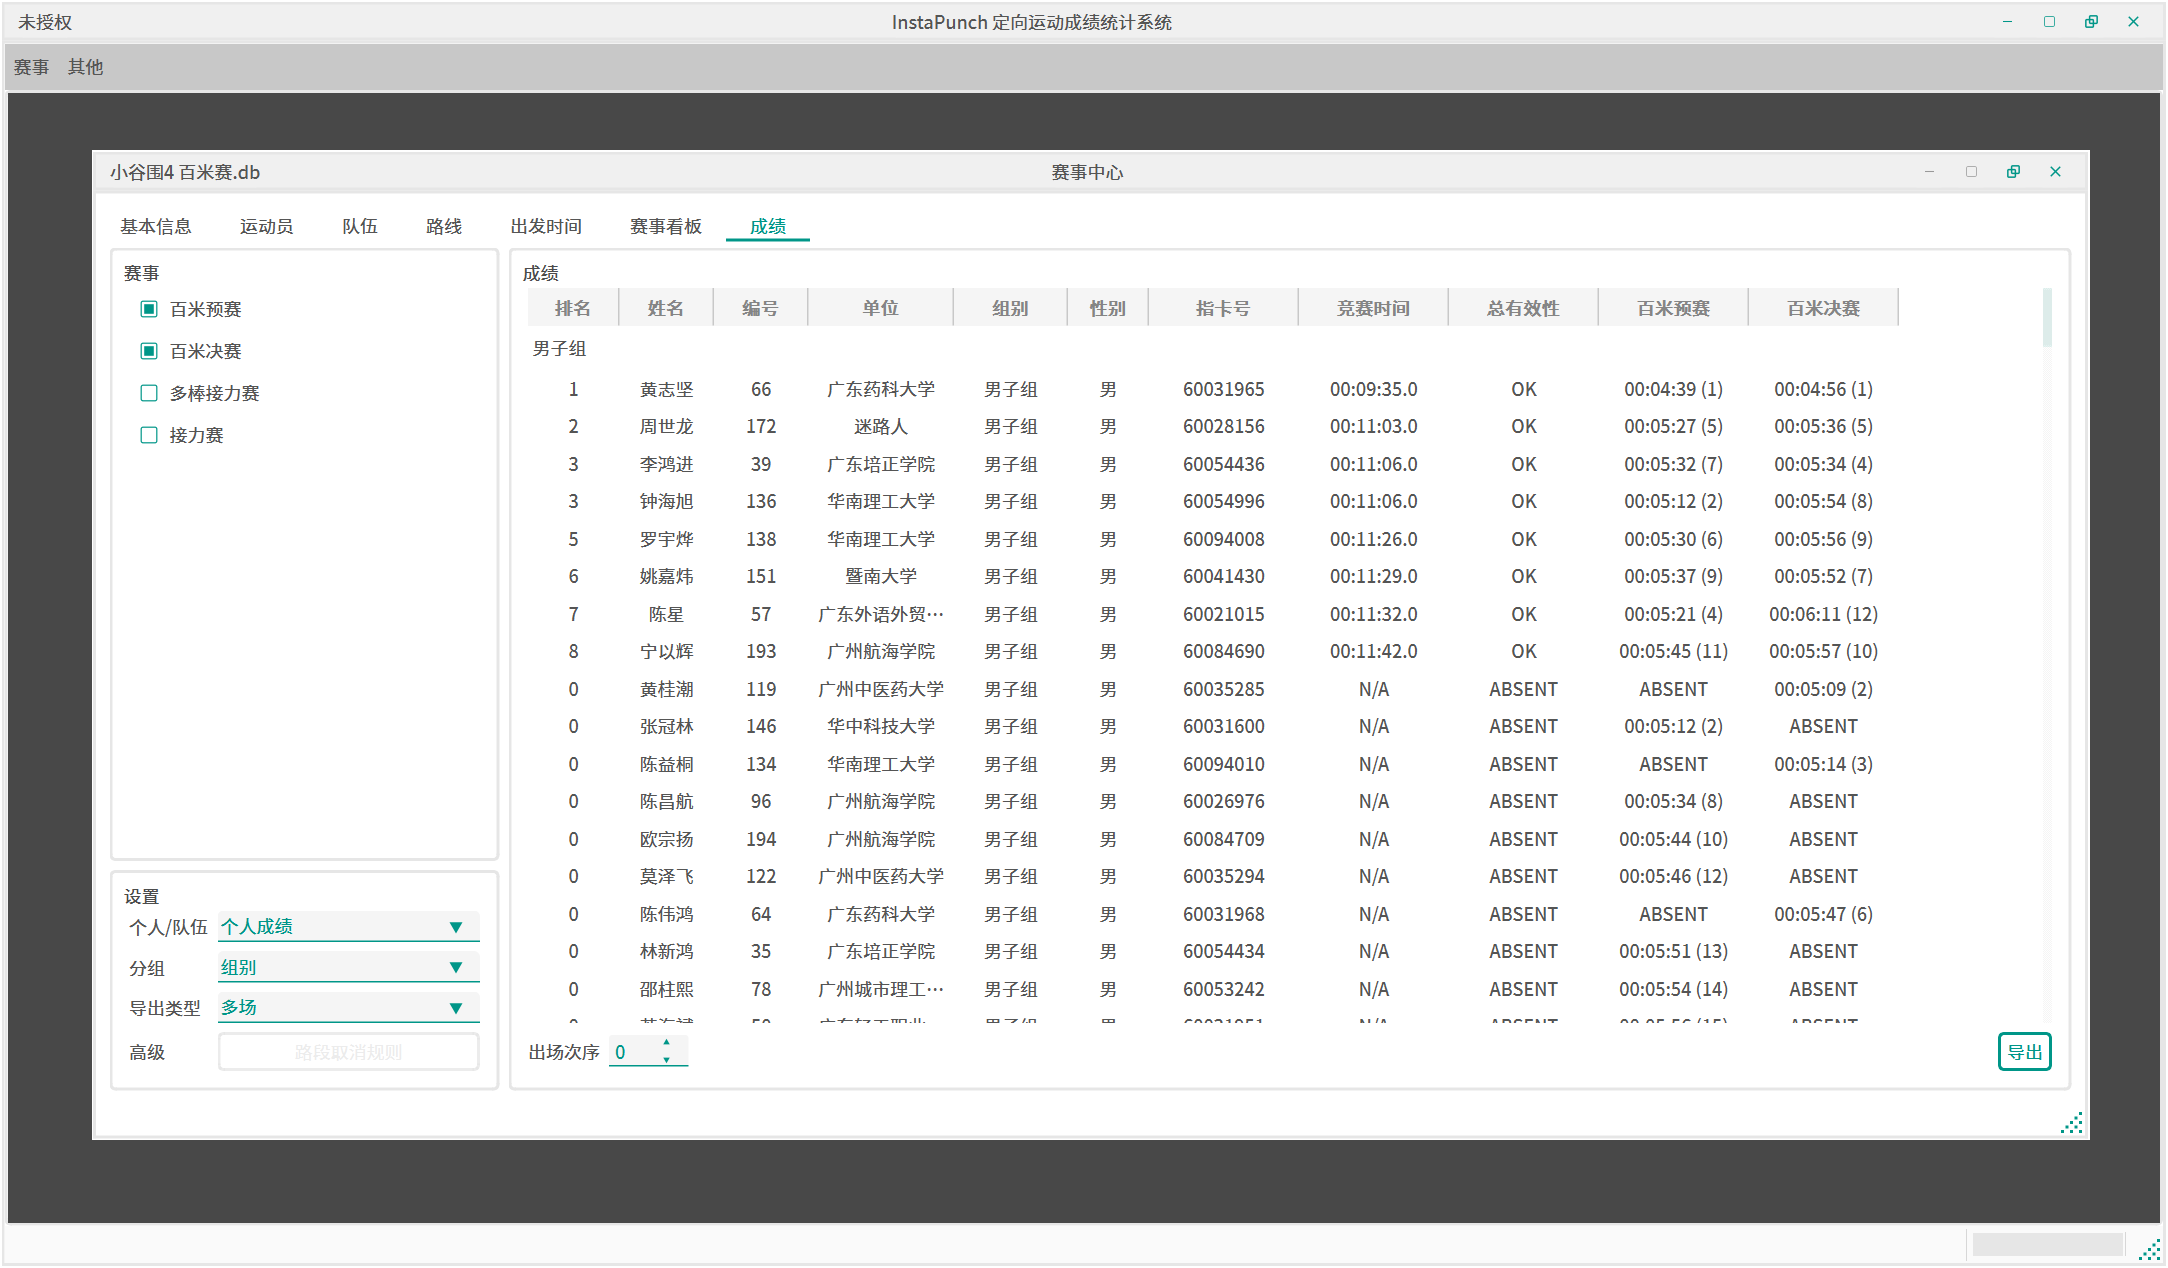 未授权 InstaPunch 定向运动成绩统计系统
赛事 其他
小谷围4 百米赛.db 赛事中心
基本信息 运动员 队伍 路线 出发时间 赛事看板 成绩
赛事
百米预赛
百米决赛
多棒接力赛
接力赛
设置
个人/队伍 个人成绩
分组 组别
导出类型 多场
高级 路段取消规则
成绩
排名 姓名 编号 单位 组别 性别 指卡号 竞赛时间 总有效性 百米预赛 百米决赛
男子组
1 黄志坚 66 广东药科大学 男子组 男 60031965 00:09:35.0 OK 00:04:39 (1) 00:04:56 (1)
2 周世龙 172 迷路人 男子组 男 60028156 00:11:03.0 OK 00:05:27 (5) 00:05:36 (5)
3 李鸿进 39 广东培正学院 男子组 男 60054436 00:11:06.0 OK 00:05:32 (7) 00:05:34 (4)
3 钟海旭 136 华南理工大学 男子组 男 60054996 00:11:06.0 OK 00:05:12 (2) 00:05:54 (8)
5 罗宇烨 138 华南理工大学 男子组 男 60094008 00:11:26.0 OK 00:05:30 (6) 00:05:56 (9)
6 姚嘉炜 151 暨南大学 男子组 男 60041430 00:11:29.0 OK 00:05:37 (9) 00:05:52 (7)
7 陈星 57 广东外语外贸… 男子组 男 60021015 00:11:32.0 OK 00:05:21 (4) 00:06:11 (12)
8 宁以辉 193 广州航海学院 男子组 男 60084690 00:11:42.0 OK 00:05:45 (11) 00:05:57 (10)
0 黄桂潮 119 广州中医药大学 男子组 男 60035285 N/A ABSENT ABSENT 00:05:09 (2)
0 张冠林 146 华中科技大学 男子组 男 60031600 N/A ABSENT 00:05:12 (2) ABSENT
0 陈益桐 134 华南理工大学 男子组 男 60094010 N/A ABSENT ABSENT 00:05:14 (3)
0 陈昌航 96 广州航海学院 男子组 男 60026976 N/A ABSENT 00:05:34 (8) ABSENT
0 欧宗扬 194 广州航海学院 男子组 男 60084709 N/A ABSENT 00:05:44 (10) ABSENT
0 莫泽飞 122 广州中医药大学 男子组 男 60035294 N/A ABSENT 00:05:46 (12) ABSENT
0 陈伟鸿 64 广东药科大学 男子组 男 60031968 N/A ABSENT ABSENT 00:05:47 (6)
0 林新鸿 35 广东培正学院 男子组 男 60054434 N/A ABSENT 00:05:51 (13) ABSENT
0 邵柱熙 78 广州城市理工… 男子组 男 60053242 N/A ABSENT 00:05:54 (14) ABSENT
出场次序 0 导出